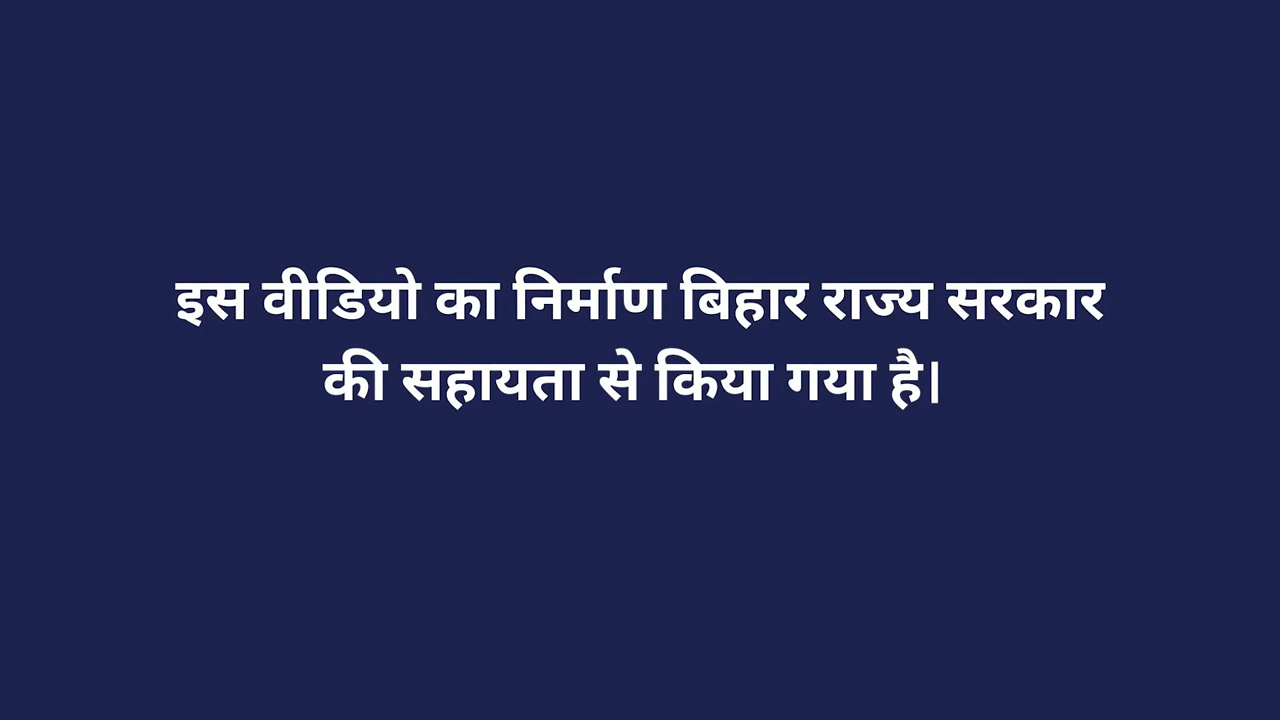 इस वीडियो का निर्माण बिहार राज्य सरकार
की सहायता से किया गया है।